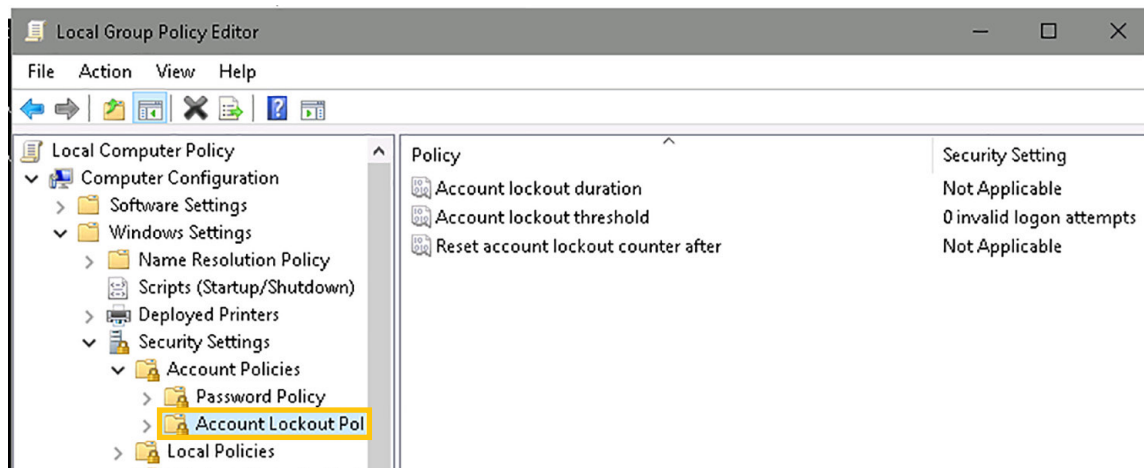 Local Group Policy Editor
File Action View Help
Local Computer Policy
Computer Configuration
Software Settings
Windows Settings
Name Resolution Policy
Scripts (Startup/Shutdown)
Deployed Printers
Security Settings
Account Policies
Password Policy
Account Lockout Pol
Local Policies
Policy Security Setting
Account lockout duration Not Applicable
Account lockout threshold 0 invalid logon attempts
Reset account lockout counter after Not Applicable